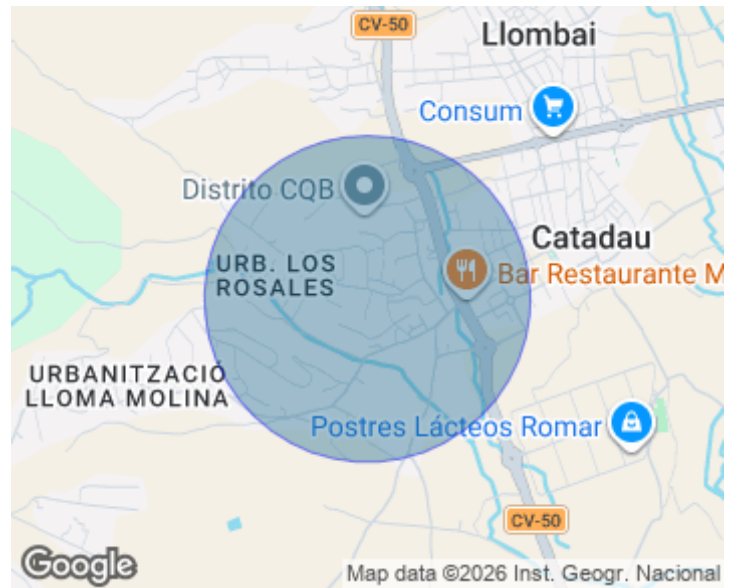 CV-50
Llombai
Consum
Distrito CQB
Catadau
URB. LOS
ROSALES
Bar Restaurante M
URBANITZACIÓ
LLOMA MOLINA
Postres Lácteos Romar
CV-50
Google
Map data ©2026 Inst. Geogr. Nacional